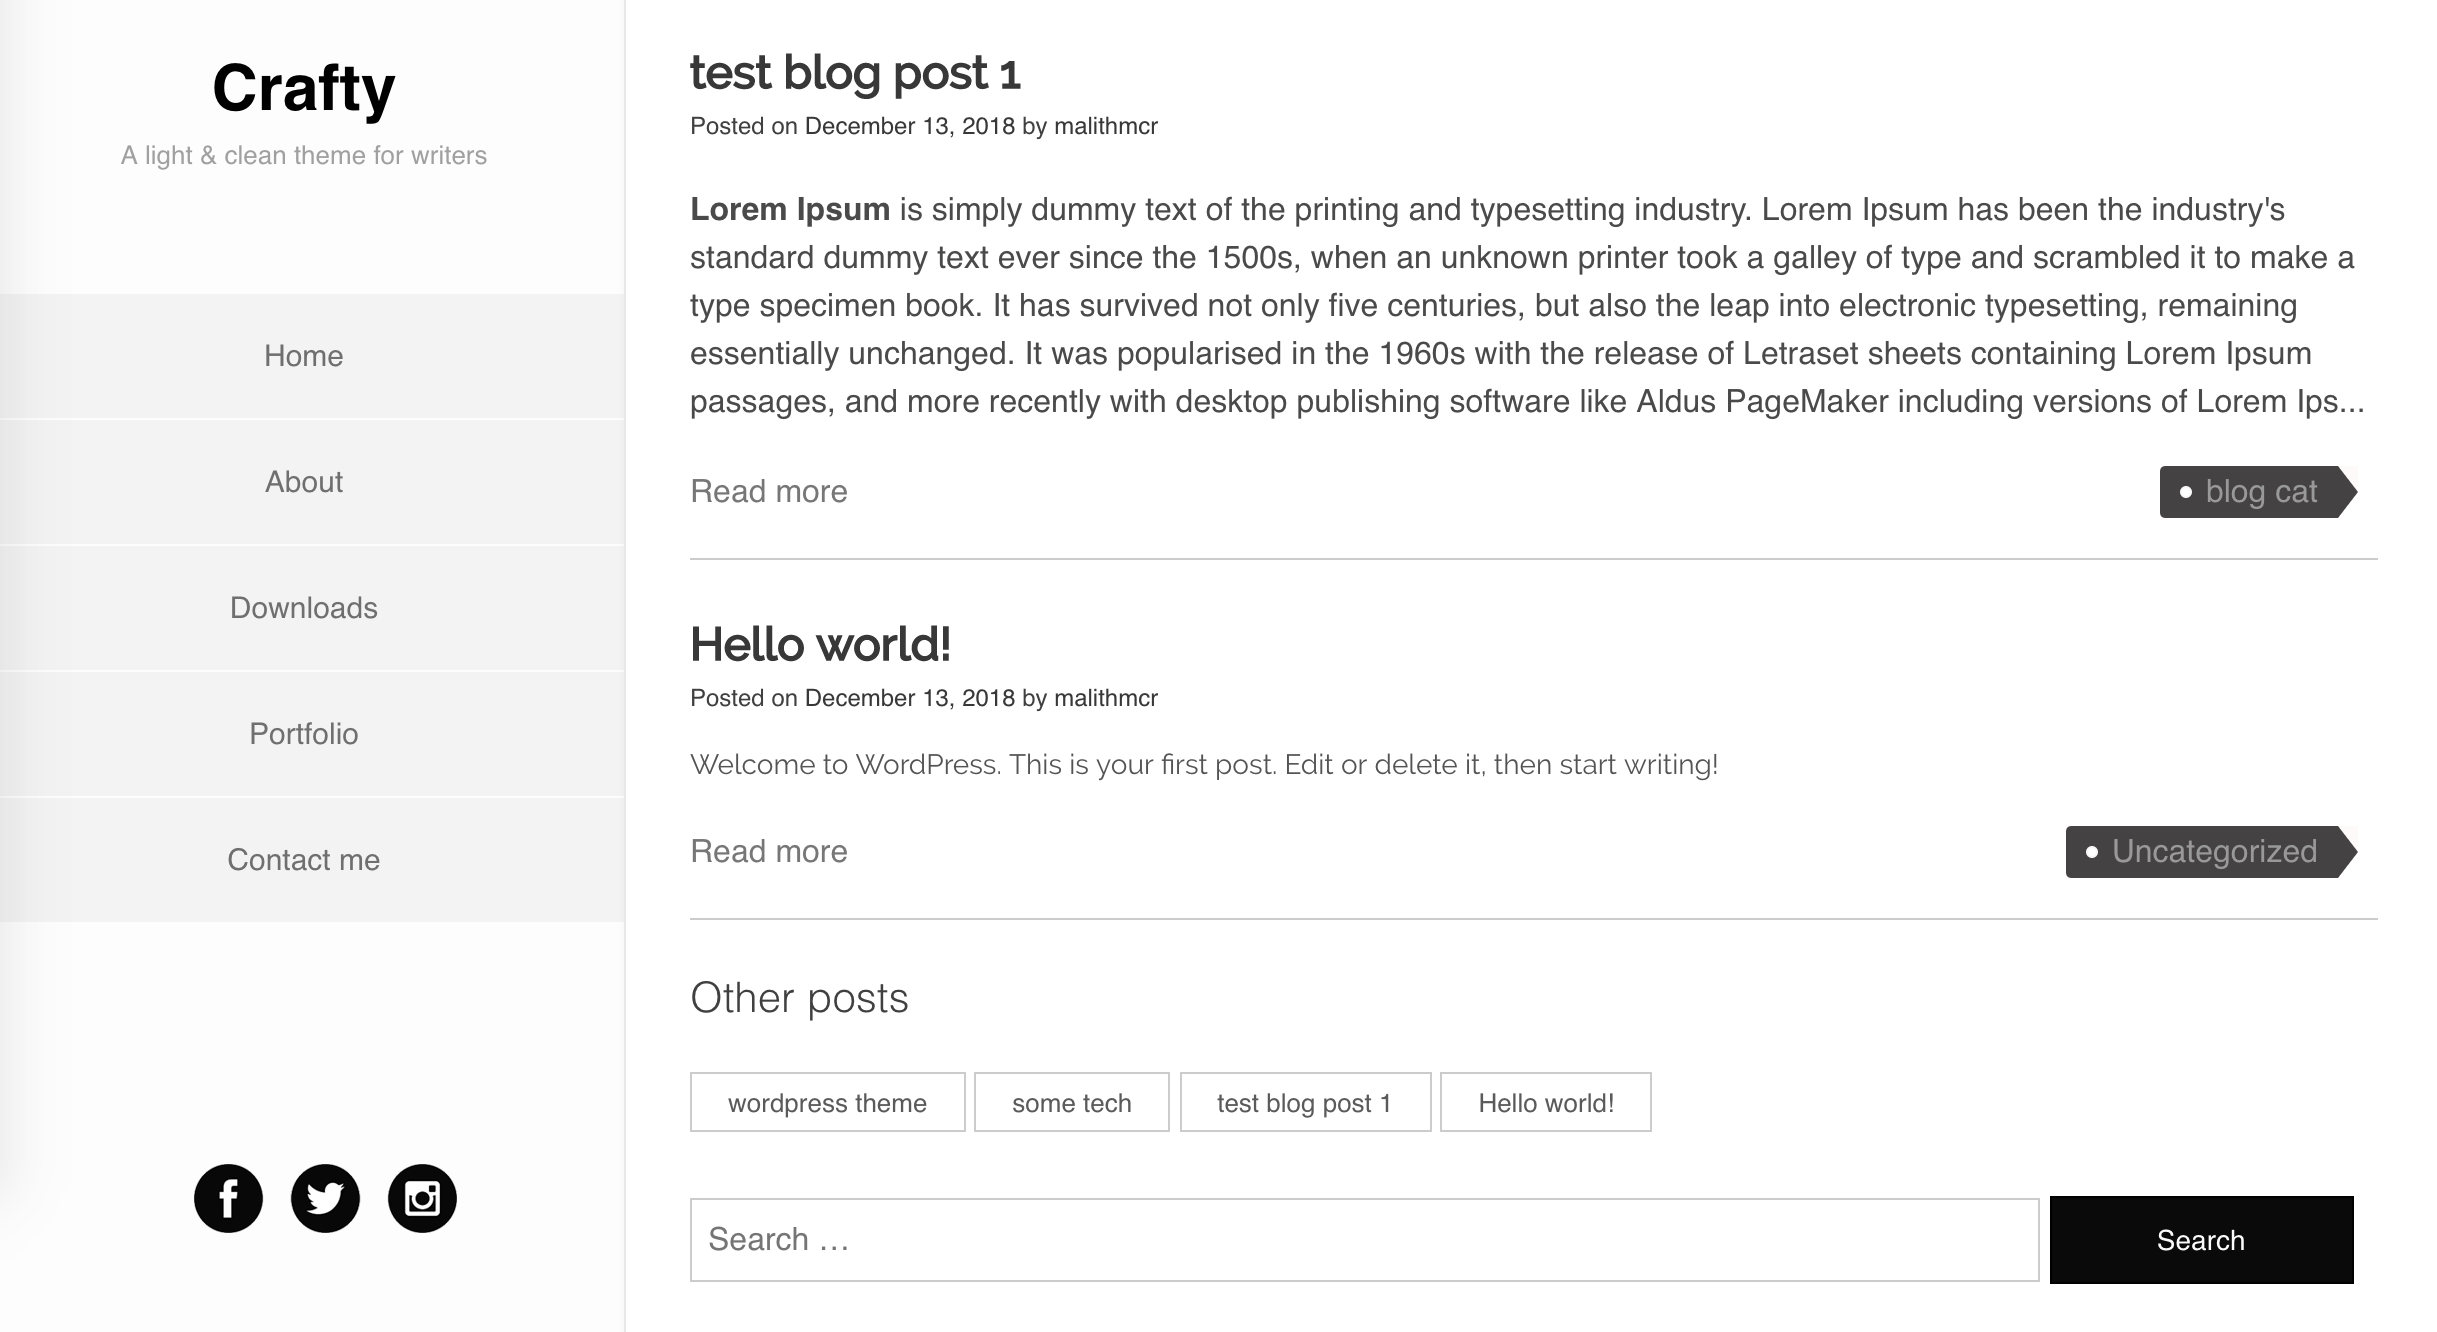 Crafty
A light & clean theme for writers
Home
About
Downloads
Portfolio
Contact me
test blog post 1
Posted on December 13, 2018 by malithmcr
Lorem Ipsum is simply dummy text of the printing and typesetting industry. Lorem Ipsum has been the industry's
standard dummy text ever since the 1500s, when an unknown printer took a galley of type and scrambled it to make a
type specimen book. It has survived not only five centuries, but also the leap into electronic typesetting, remaining
essentially unchanged. It was popularised in the 1960s with the release of Letraset sheets containing Lorem Ipsum
passages, and more recently with desktop publishing software like Aldus PageMaker including versions of Lorem Ips...
Read more
blog cat
Hello world!
Posted on December 13, 2018 by malithmcr
Welcome to WordPress. This is your first post. Edit or delete it, then start writing!
Read more
Uncategorized
Other posts
wordpress theme
some tech
test blog post 1
Hello world!
Search …
Search